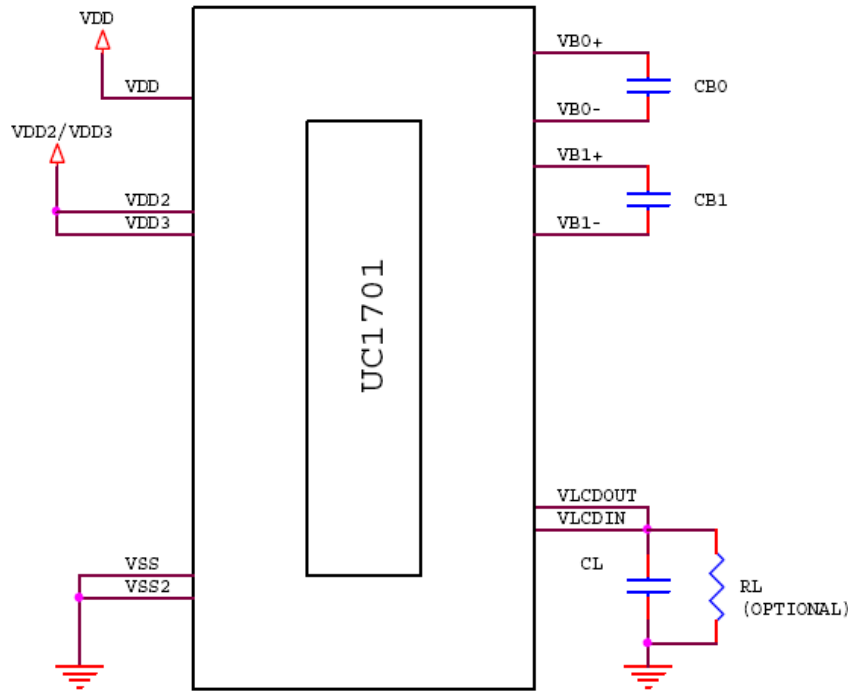 VDD
VDD
VDD2/VDD3
VDD2
VDD3
VSS
VSS2
UC1701
VB0+
CB0
VB0-
VB1+
CB1
VB1-
VLCDOUT
VLCDIN
CL
RL
(OPTIONAL)